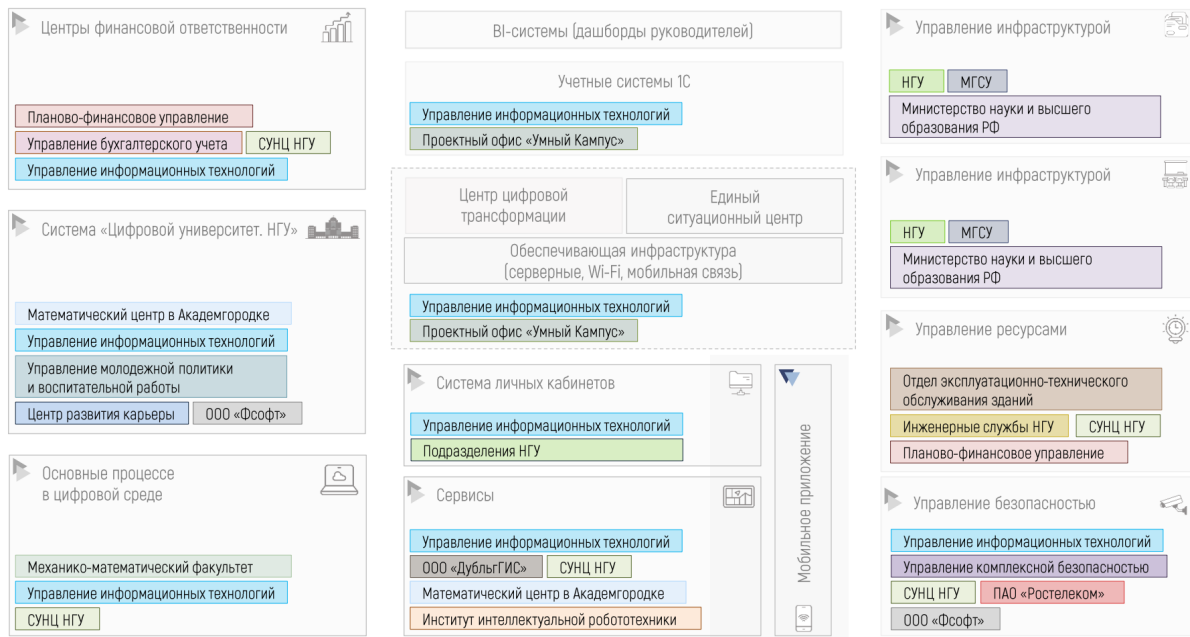 Центры финансовой ответственности
Планово-финансовое управление
Управление бухгалтерского учета
СУНЦ НГУ
Управление информационных технологий
Система «Цифровой университет. НГУ»
Математический центр в Академгородке
Управление информационных технологий
Управление молодежной политики
и воспитательной работы
Центр развития карьеры
ООО «Фсофт»
Основные процессе
в цифровой среде
Механико-математический факультет
Управление информационных технологий
СУНЦ НГУ
BI-системы (дашборды руководителей)
Учетные системы 1С
Управление информационных технологий
Проектный офис «Умный Кампус»
Центр цифровой
трансформации
Единый
ситуационный центр
Обеспечивающая инфраструктура
(серверные, Wi-Fi, мобильная связь)
Управление информационных технологий
Проектный офис «Умный Кампус»
Система личных кабинетов
Управление информационных технологий
Подразделения НГУ
Сервисы
Управление информационных технологий
ООО «ДубльгГИС»
СУНЦ НГУ
Математический центр в Академгородке
Институт интеллектуальной робототехники
Мобильное приложение
Управление инфраструктурой
НГУ
МГСУ
Министерство науки и высшего
образования РФ
Управление инфраструктурой
НГУ
МГСУ
Министерство науки и высшего
образования РФ
Управление ресурсами
Отдел эксплуатационно-технического
обслуживания зданий
Инженерные службы НГУ
СУНЦ НГУ
Планово-финансовое управление
Управление безопасностью
Управление информационных технологий
Управление комплексной безопасностью
СУНЦ НГУ
ПАО «Ростелеком»
ООО «Фсофт»